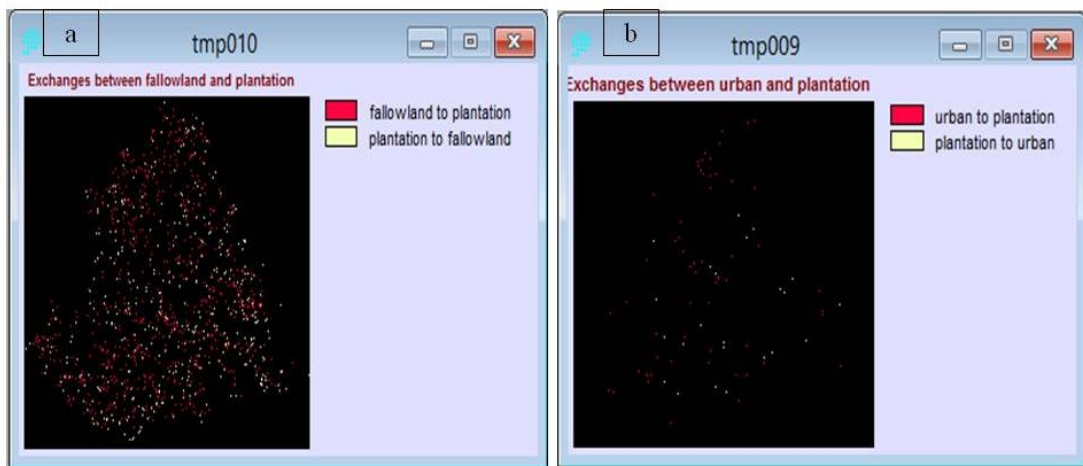 a
tmp010
Exchanges between fallowland and plantation
fallowland to plantation
plantation to fallowland
b
tmp009
Exchanges between urban and plantation
urban to plantation
plantation to urban